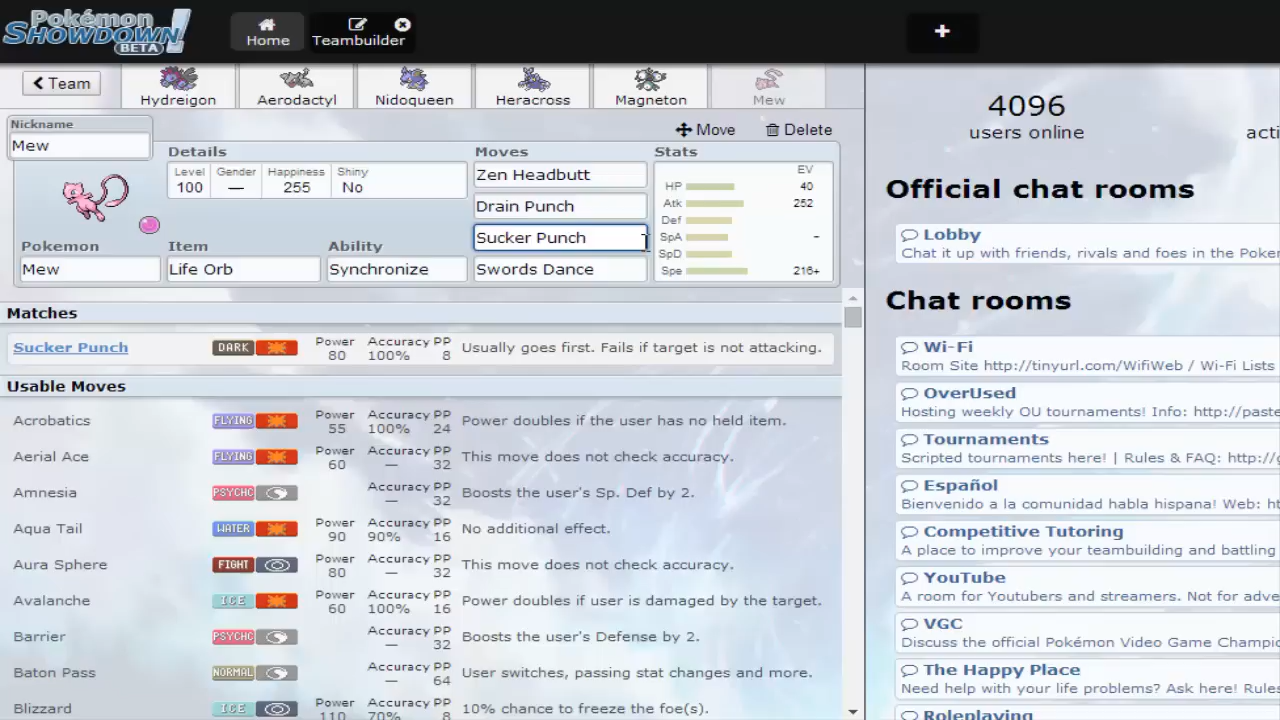 Pokémon
SHOWDOWN!
BETA
Home
Teambuilder
+
Team
Hydreigon
Aerodactyl
Nidoqueen
Heracross
Magneton
Mew
Move
Delete
Nickname
Mew
Details
Level Gender Happiness Shiny
100 — 255 No
Pokemon
Mew
Item
Life Orb
Ability
Synchronize
Moves
Zen Headbutt
Drain Punch
Sucker Punch
Swords Dance
Stats
EV
HP 40
Atk 252
Def
SpA -
SpD
Spe 216+
Matches
Sucker Punch DARK Power 80 Accuracy 100% PP 8 Usually goes first. Fails if target is not attacking.
Usable Moves
Acrobatics FLYING Power 55 Accuracy 100% PP 24 Power doubles if the user has no held item.
Aerial Ace FLYING Power 60 Accuracy — PP 32 This move does not check accuracy.
Amnesia PSYCHC Accuracy — PP 32 Boosts the user's Sp. Def by 2.
Aqua Tail WATER Power 90 Accuracy 90% PP 16 No additional effect.
Aura Sphere FIGHT Power 80 Accuracy — PP 32 This move does not check accuracy.
Avalanche ICE Power 60 Accuracy 100% PP 16 Power doubles if user is damaged by the target.
Barrier PSYCHC Accuracy — PP 32 Boosts the user's Defense by 2.
Baton Pass NORMAL Accuracy — PP 64 User switches, passing stat changes and more.
Blizzard ICE Power 110 Accuracy 70% PP 8 10% chance to freeze the foe(s).
4096
users online
acti
Official chat rooms
Lobby
Chat it up with friends, rivals and foes in the Poker
Chat rooms
Wi-Fi
Room Site http://tinyurl.com/WifiWeb / Wi-Fi Lists
OverUsed
Hosting weekly OU tournaments! Info: http://paste
Tournaments
Scripted tournaments here! | Rules & FAQ: http://g
Español
Bienvenido a la comunidad habla hispana! Web: ht
Competitive Tutoring
A place to improve your teambuilding and battling
YouTube
A room for Youtubers and streamers. Not for adve
VGC
Discuss the official Pokémon Video Game Champio
The Happy Place
Need help with your life problems? Ask here! Rules
Roleplaying